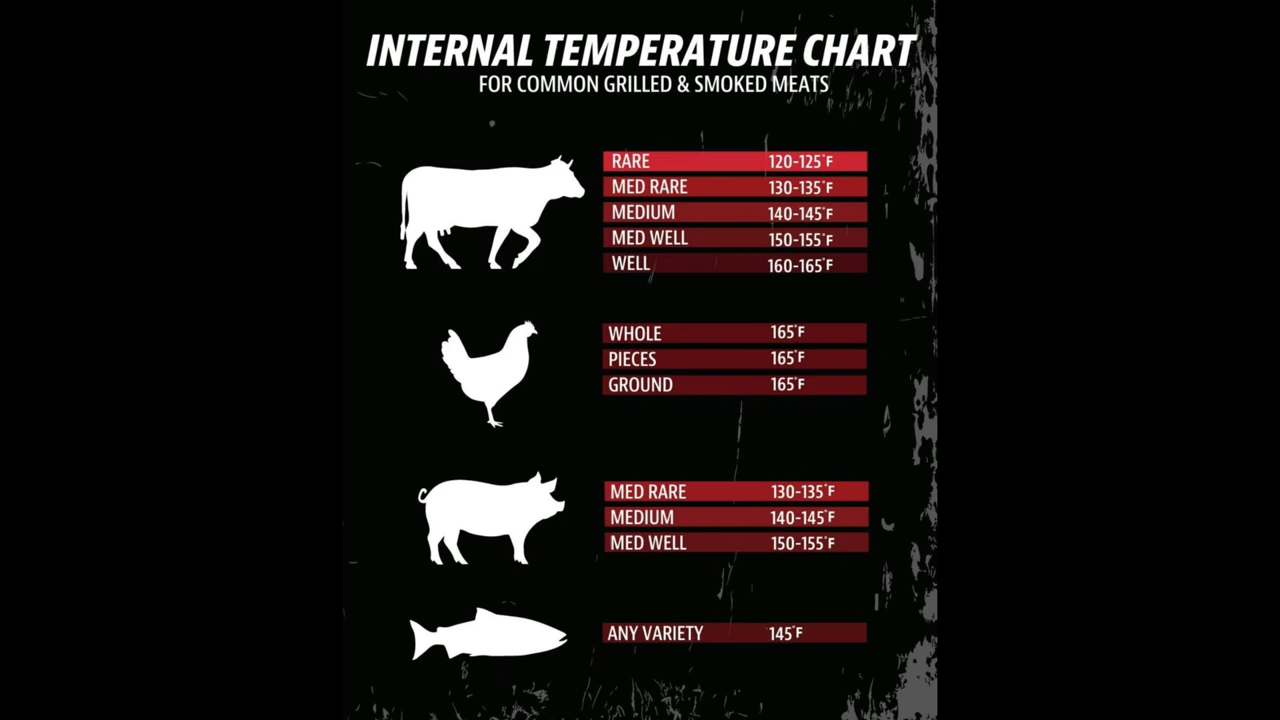 INTERNAL TEMPERATURE CHART
FOR COMMON GRILLED & SMOKED MEATS
RARE 120-125°F
MED RARE 130-135°F
MEDIUM 140-145°F
MED WELL 150-155°F
WELL 160-165°F
WHOLE 165°F
PIECES 165°F
GROUND 165°F
MED RARE 130-135°F
MEDIUM 140-145°F
MED WELL 150-155°F
ANY VARIETY 145°F